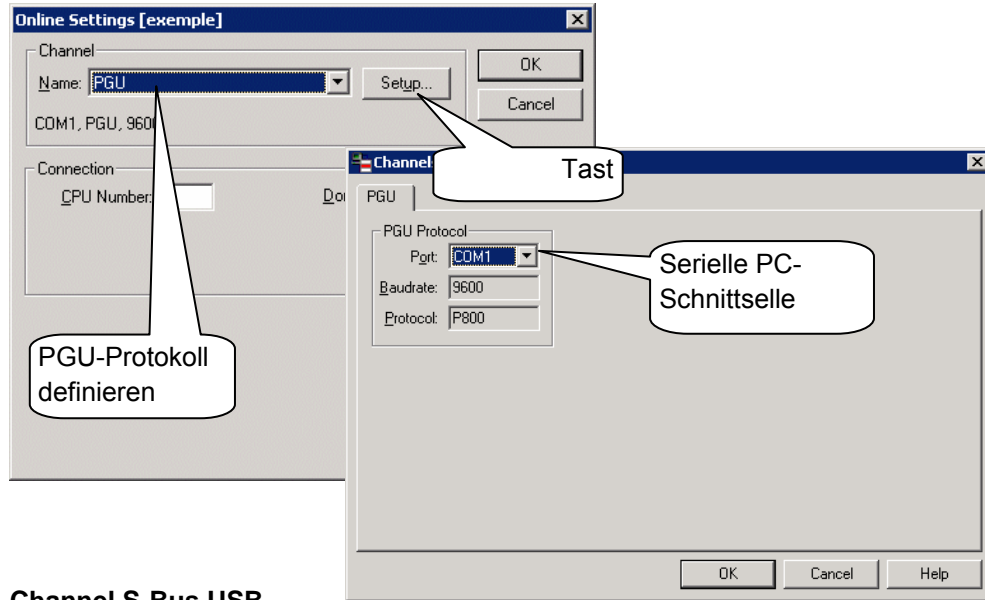 Online Settings [exemple]
Channel
Name: PGU
Setup...
OK
Cancel
COM1, PGU, 960
Connection
CPU Number:
Do
PGU-Protokoll
definieren
Tast
Channel
PGU
PGU Protocol
Port: COM1
Baudrate: 9600
Protocol: P800
Serielle PC-
Schnittselle
OK
Cancel
Help
Channel S-Bus USB